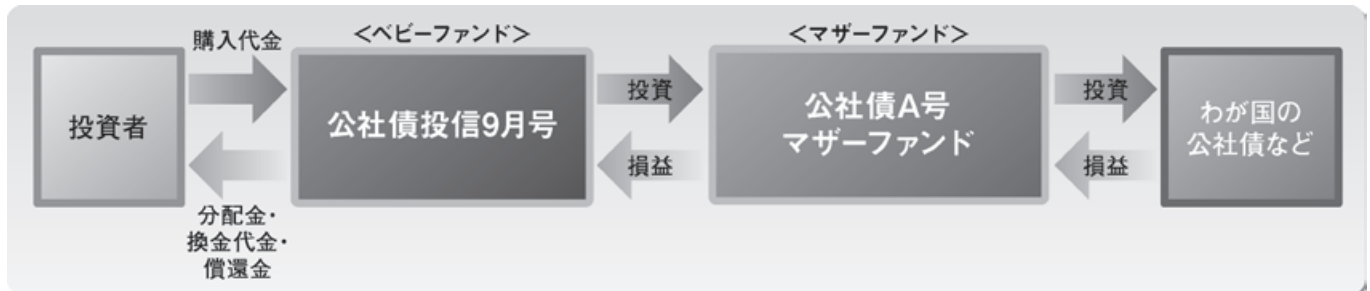 購入代金
<ベビーファンド>
<マザーファンド>
投資者
公社債投信9月号
投資
公社債A号
マザーファンド
投資
わが国の
公社債など
損益
損益
分配金・
換金代金・
償還金